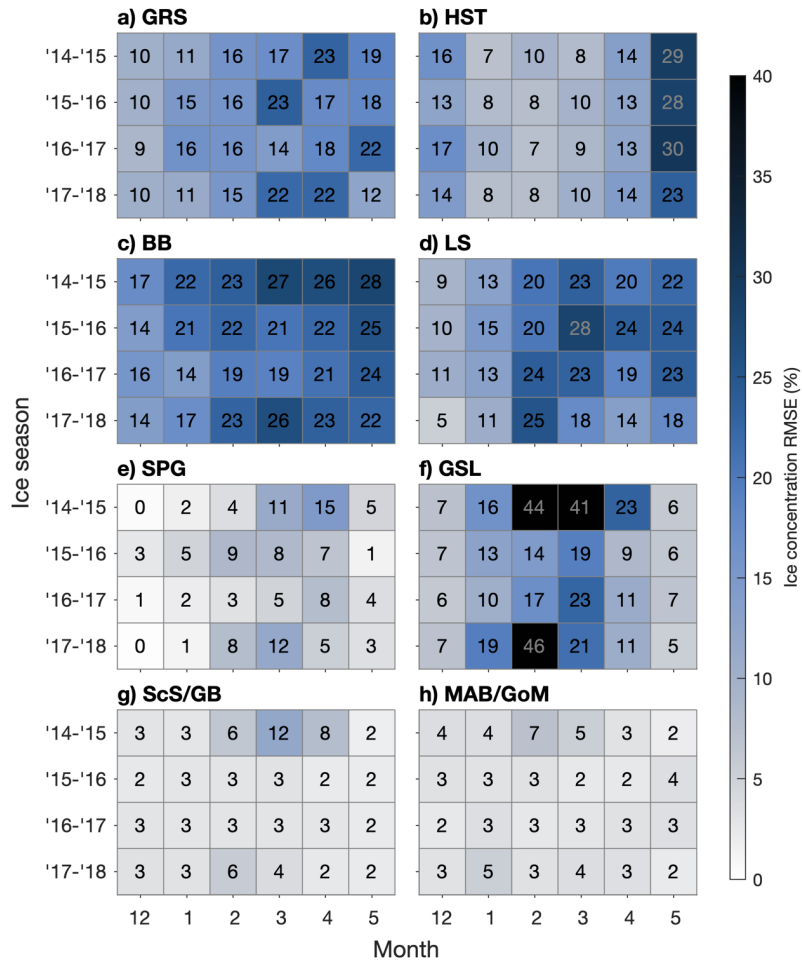 a) GRS
b) HST
'14-'15 10 11 16 17 23 19 16 7 10 8 14 29
'15-'16 10 15 16 23 17 18 13 8 8 10 13 28
'16-'17 9 16 16 14 18 22 17 10 7 9 13 30
'17-'18 10 11 15 22 22 12 14 8 8 10 14 23
c) BB
d) LS
'14-'15 17 22 23 27 26 28 9 13 20 23 20 22
'15-'16 14 21 22 21 22 25 10 15 20 28 24 24
'16-'17 16 14 19 19 21 24 11 13 24 23 19 23
'17-'18 14 17 23 26 23 22 5 11 25 18 14 18
e) SPG
f) GSL
'14-'15 0 2 4 11 15 5 7 16 44 41 23 6
'15-'16 3 5 9 8 7 1 7 13 14 19 9 6
'16-'17 1 2 3 5 8 4 6 10 17 23 11 7
'17-'18 0 1 8 12 5 3 7 19 46 21 11 5
g) ScS/GB
h) MAB/GoM
'14-'15 3 3 6 12 8 2 4 4 7 5 3 2
'15-'16 2 3 3 3 2 2 3 3 3 2 2 4
'16-'17 3 3 3 3 3 2 2 3 3 3 3 3
'17-'18 3 3 6 4 2 2 3 5 3 4 3 2
12 1 2 3 4 5 12 1 2 3 4 5
Month
Ice season
40
35
30
25
20
15
10
5
0
Ice concentration RMSE (%)